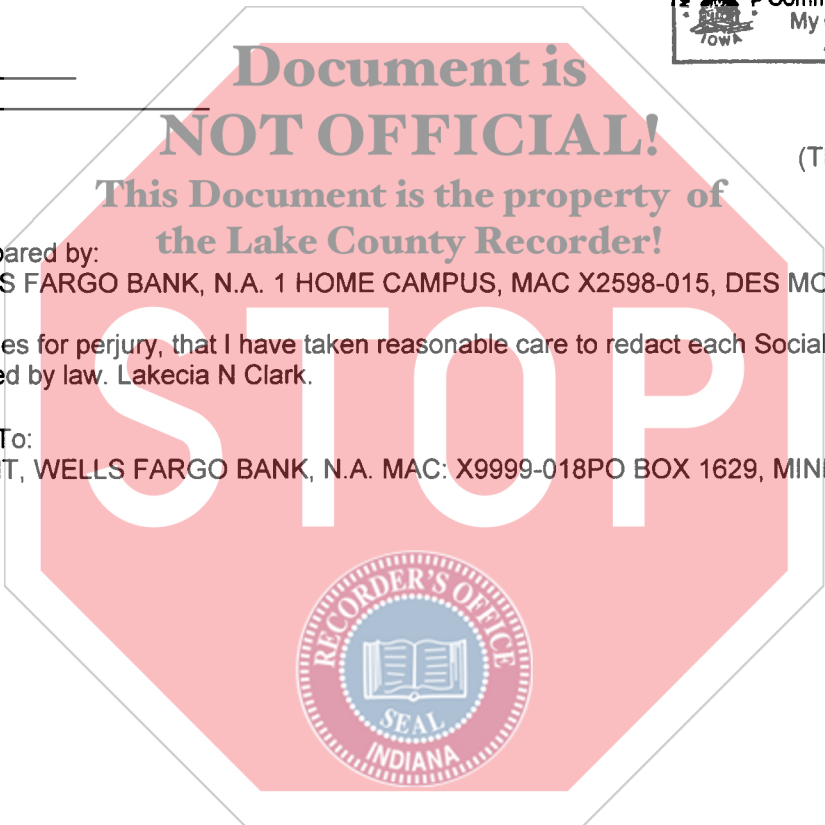 Comm
My
IOWA
Document is
NOT OFFICIAL!
(T
This Document is the property of
the Lake County Recorder!
pared by:
S FARGO BANK, N.A. 1 HOME CAMPUS, MAC X2598-015, DES MO
es for perjury, that I have taken reasonable care to redact each Social
ed by law. Lakecia N Clark.
To:
T, WELLS FARGO BANK, N.A. MAC: X9999-018PO BOX 1629, MIN
STOP
RECORDER'S OFFICE
SEAL
INDIANA